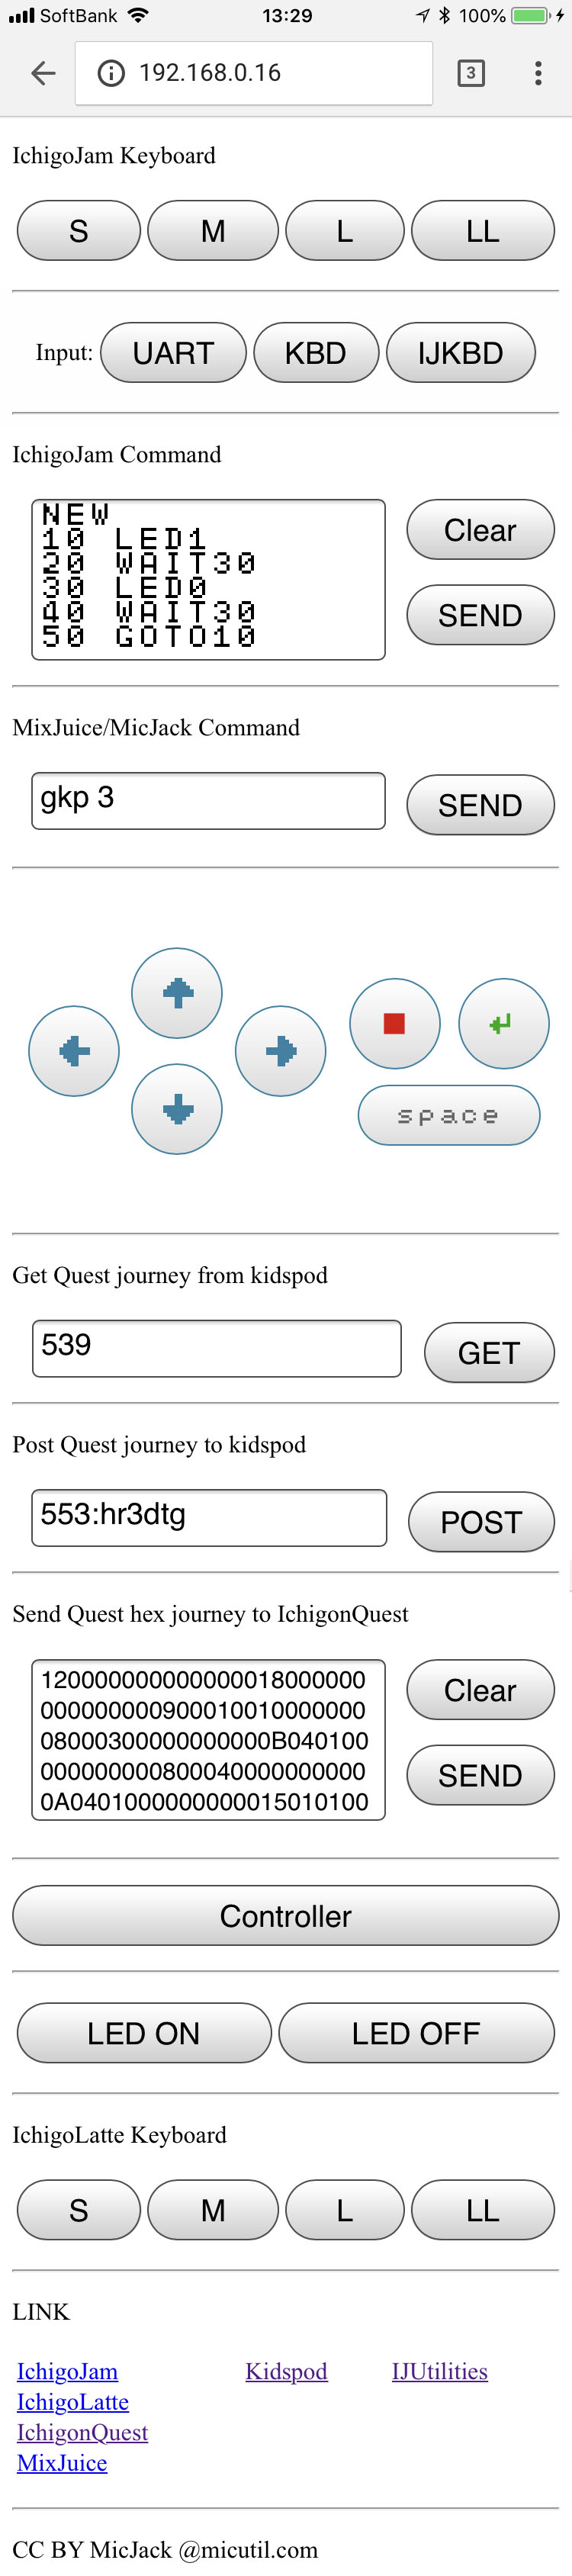 SoftBank 13:29 100%
192.168.0.16 3
IchigoJam Keyboard
S M L LL
Input: UART KBD IJKBD
IchigoJam Command
NEW
10 LED1
20 WAIT30
30 LED0
40 WAIT30
50 GOTO10
Clear
SEND
MixJuice/MicJack Command
gkp 3 SEND
space
Get Quest journey from kidspod
539 GET
Post Quest journey to kidspod
553:hr3dtg POST
Send Quest hex journey to IchigonQuest
120000000000000018000000
000000000900010010000000
08000300000000000B040100
000000000800040000000000
0A0401000000000015010100
Clear
SEND
Controller
LED ON LED OFF
IchigoLatte Keyboard
S M L LL
LINK
IchigoJam Kidspod IJUtilities
IchigoLatte
IchigonQuest
MixJuice
CC BY MicJack @micutil.com